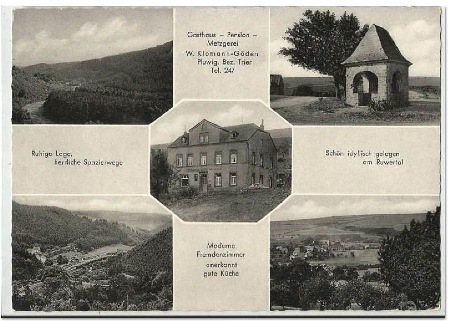 Gasthaus – Pension –
Metzgerei
W. Klomann-Göden
Pluwig, Bez. Trier
Tel. 247
Ruhige Lage,
herrliche Spazierwege
Schön idyllisch gelegen
am Ruwertal
Moderne
Fremdenzimmer
anerkannt
gute Küche